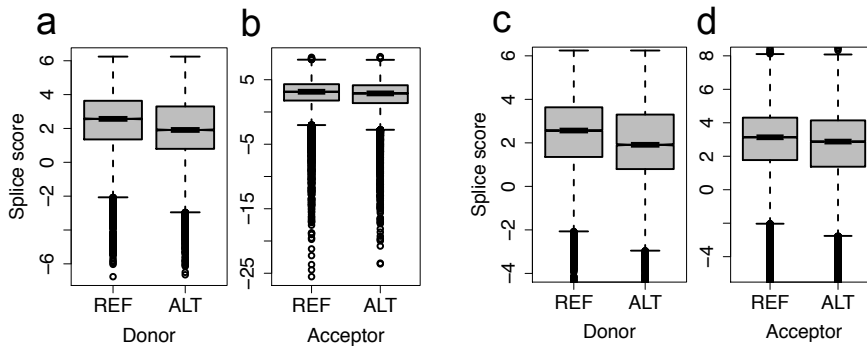 a
Splice score
6
4
2
0
−2
−6
REF ALT
Donor
b
5
−5
−15
−25
REF ALT
Acceptor
c
Splice score
6
4
2
0
−2
−4
REF ALT
Donor
d
8
6
4
2
0
−4
REF ALT
Acceptor